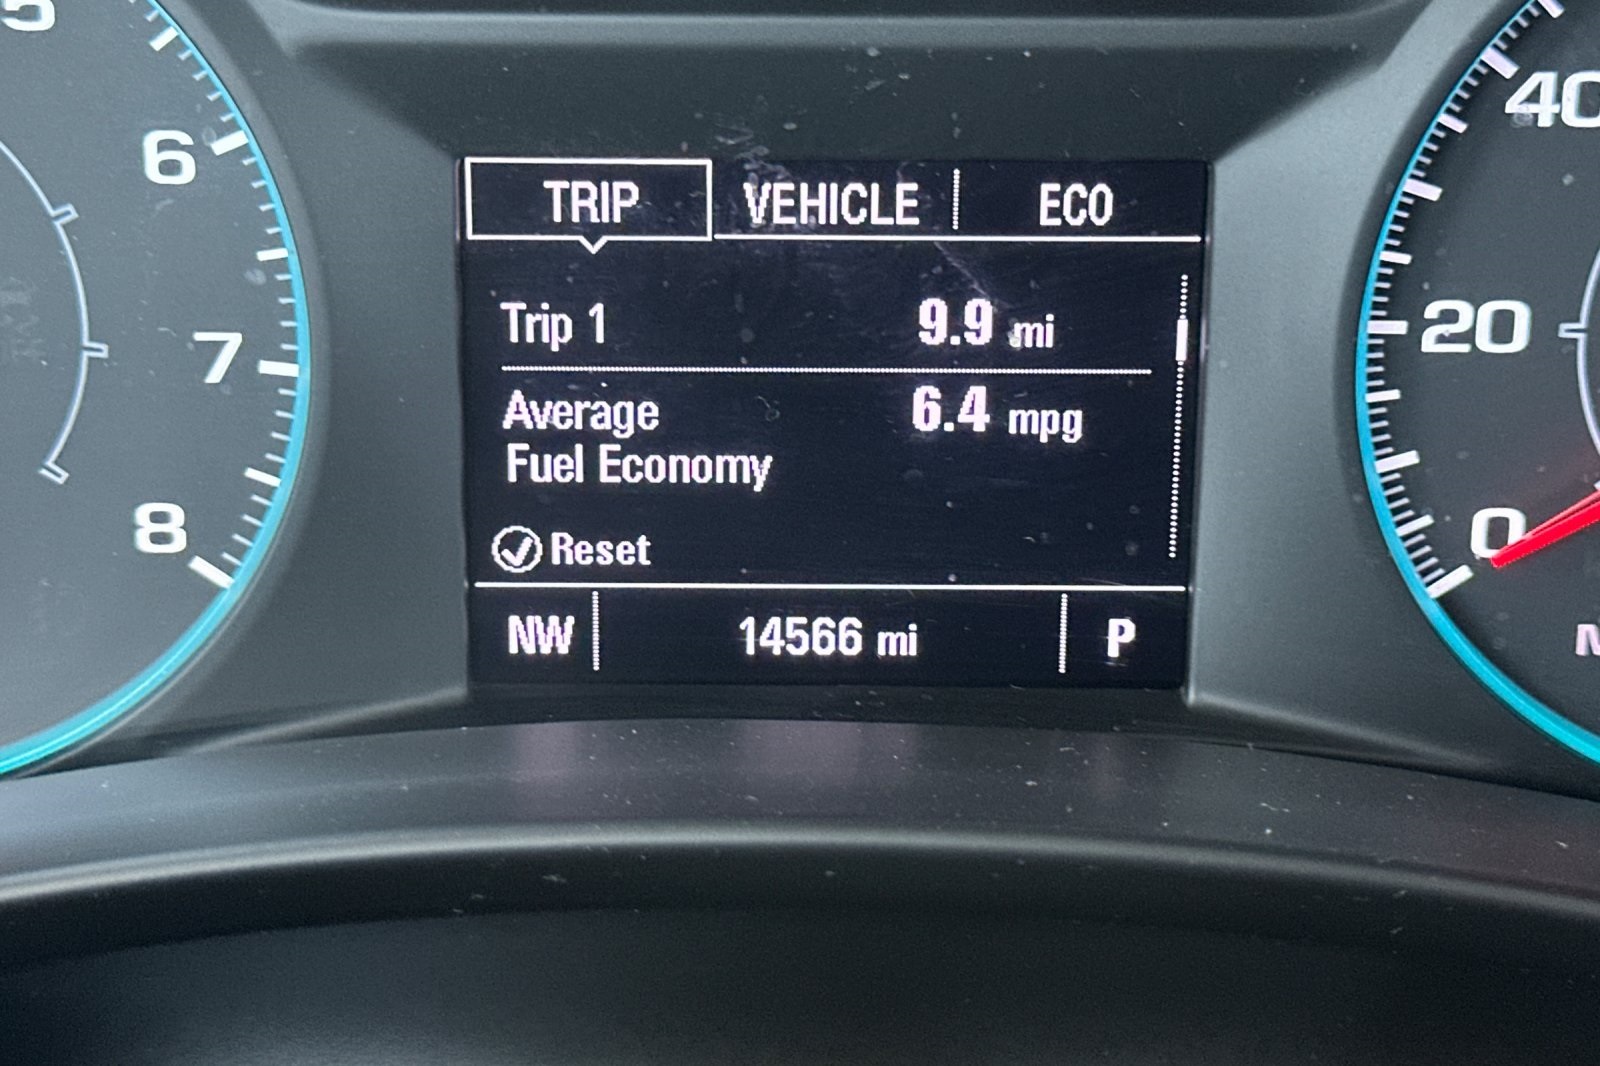 5
6
7
8
TRIP VEHICLE ECO
Trip 1 9.9 mi
Average 6.4 mpg
Fuel Economy
Reset
NW 14566 mi P
40
20
0